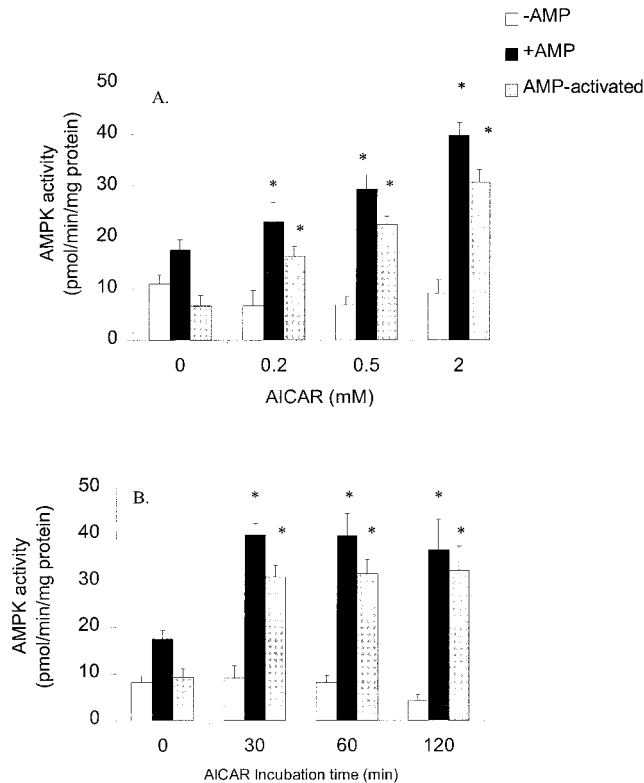 -AMP
+AMP
AMP-activated
A.
50
40
30
20
10
0
AMPK activity
(pmol/min/mg protein)
* * * * * *
0 0.2 0.5 2
AICAR (mM)
B.
50
40
30
20
10
0
AMPK activity
(pmol/min/mg protein)
* * * * * *
0 30 60 120
AICAR Incubation time (min)